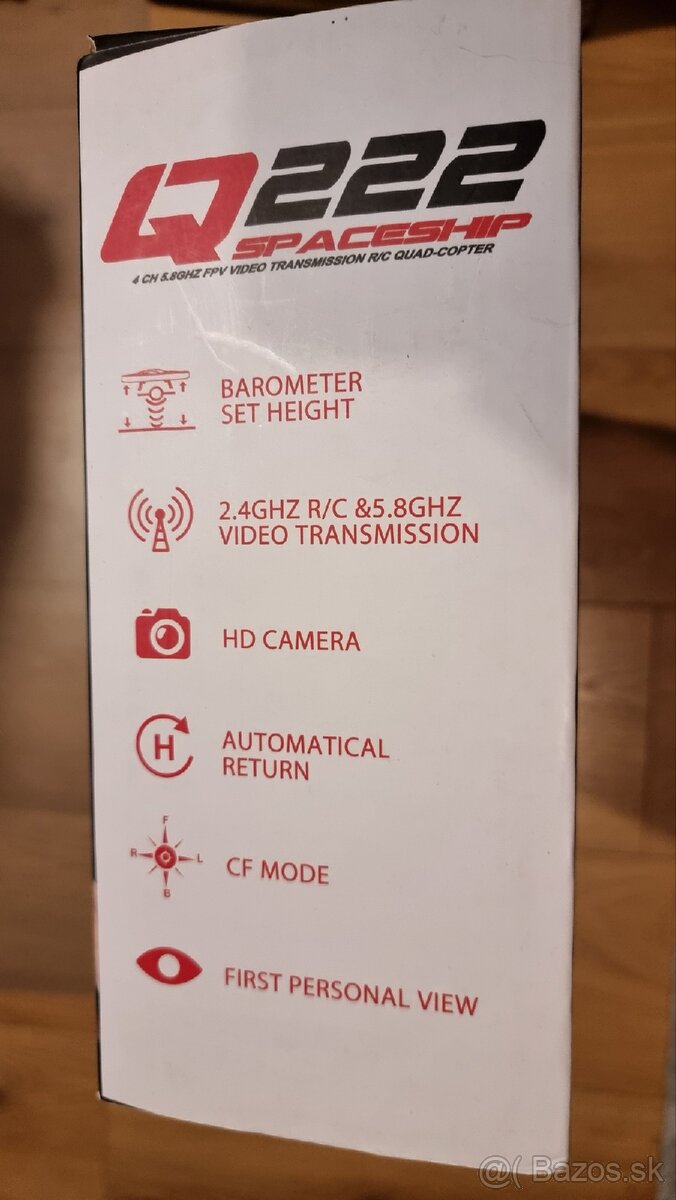 Q222
SPACESHIP
4 CH 5.8GHZ FPV VIDEO TRANSMISSION R/C QUAD-COPTER
BAROMETER
SET HEIGHT
2.4GHZ R/C &5.8GHZ
VIDEO TRANSMISSION
HD CAMERA
H
AUTOMATICAL
RETURN
F
R L
B
CF MODE
FIRST PERSONAL VIEW
@( Bazos.sk